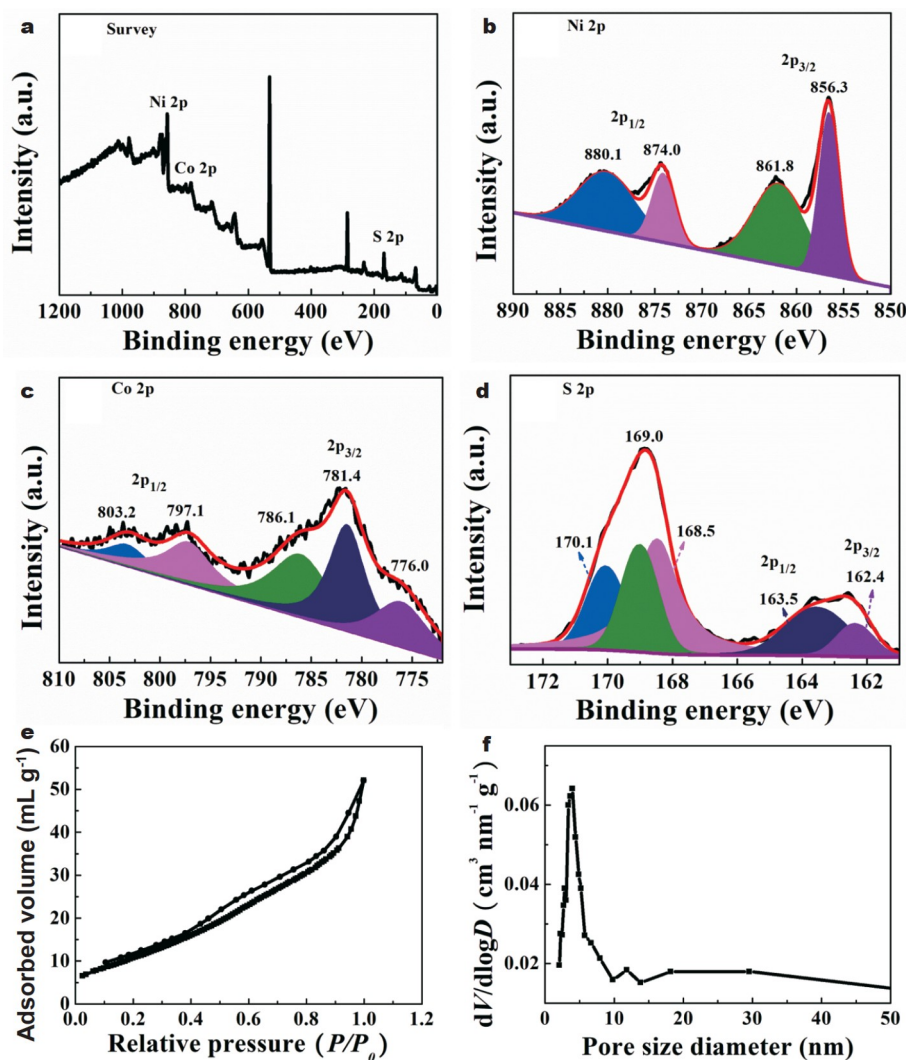 a
Survey
Ni 2p
Co 2p
S 2p
Intensity (a.u.)
1200 1000 800 600 400 200 0
Binding energy (eV)
b
Ni 2p
2p3/2
856.3
2p1/2
880.1
874.0
861.8
Intensity (a.u.)
890 885 880 875 870 865 860 855 850
Binding energy (eV)
c
Co 2p
2p3/2
781.4
2p1/2
803.2
797.1
786.1
776.0
Intensity (a.u.)
810 805 800 795 790 785 780 775
Binding energy (eV)
d
S 2p
169.0
170.1
168.5
2p1/2
163.5
2p3/2
162.4
Intensity (a.u.)
172 170 168 166 164 162
Binding energy (eV)
e
Adsorbed volume (mL g-1)
60
50
40
30
20
10
0
0.0 0.2 0.4 0.6 0.8 1.0 1.2
Relative pressure (P/P0)
f
dV/dlogD ( cm3 nm-1 g-1)
0.06
0.04
0.02
0 10 20 30 40 50
Pore size diameter (nm)